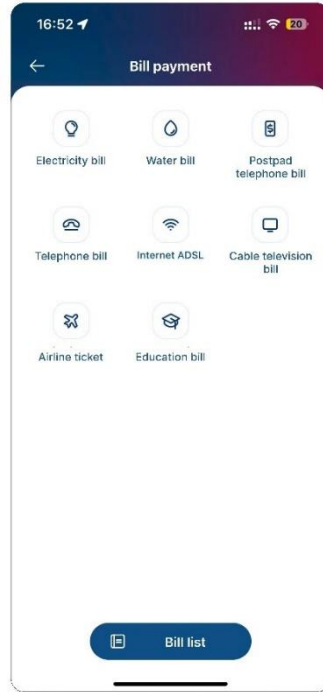 16:52
20
Bill payment
Electricity bill
Water bill
Postpad
telephone bill
Telephone bill
Internet ADSL
Cable television
bill
Airline ticket
Education bill
Bill list